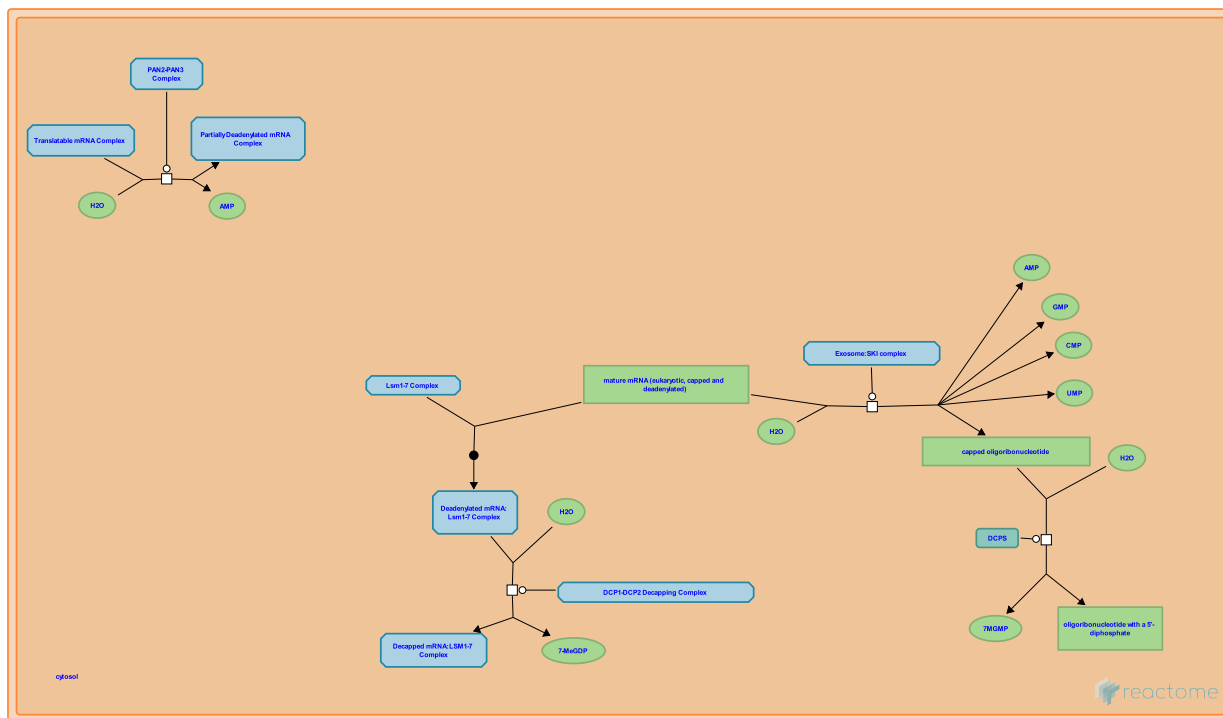 PAN2-PAN3
Complex
Translatable mRNA Complex
Partially Deadenylated mRNA
Complex
H2O
AMP
AMP
GMP
CMP
UMP
Exosome:SKI complex
Lsm1-7 Complex
mature mRNA (eukaryotic, capped and
deadenylated)
H2O
capped oligoribonucleotide
H2O
Deadenylated mRNA:
Lsm1-7 Complex
H2O
DCPS
DCP1-DCP2 Decapping Complex
7MGMP
oligoribonucleotide with a 5'-
diphosphate
Decapped mRNA:LSM1-7
Complex
7-MeGDP
cytosol
reactome